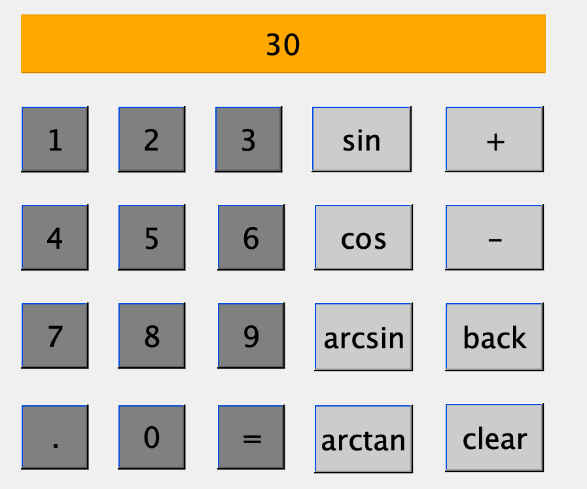 30
1 2 3 sin +
4 5 6 cos -
7 8 9 arcsin back
. 0 = arctan clear